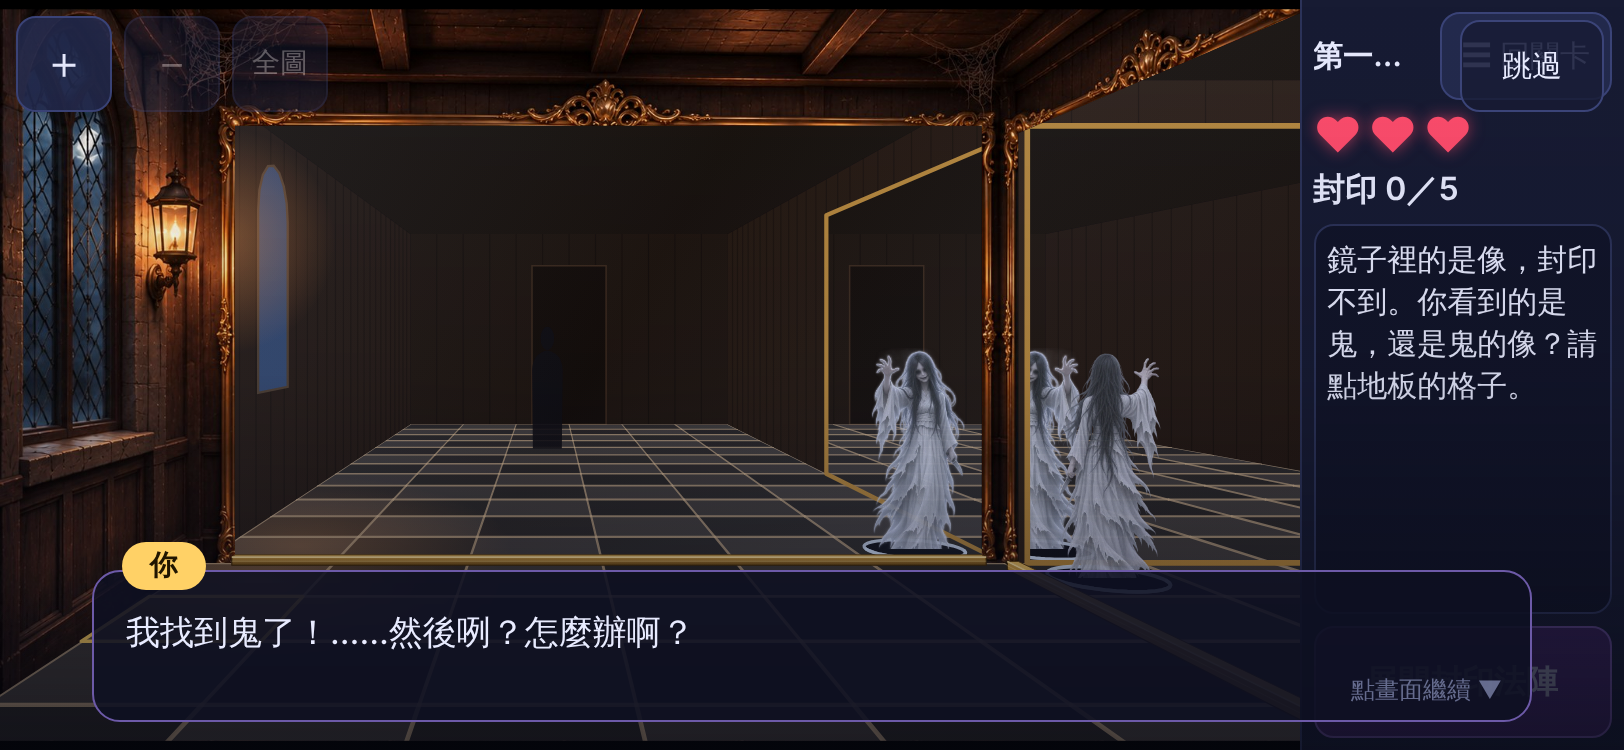 +
−
全圖
第一…
跳過
封印 0／5
鏡子裡的是像，封印
不到。你看到的是
鬼，還是鬼的像？請
點地板的格子。
你
我找到鬼了！……然後咧？怎麼辦啊？
點畫面繼續 ▼
陣